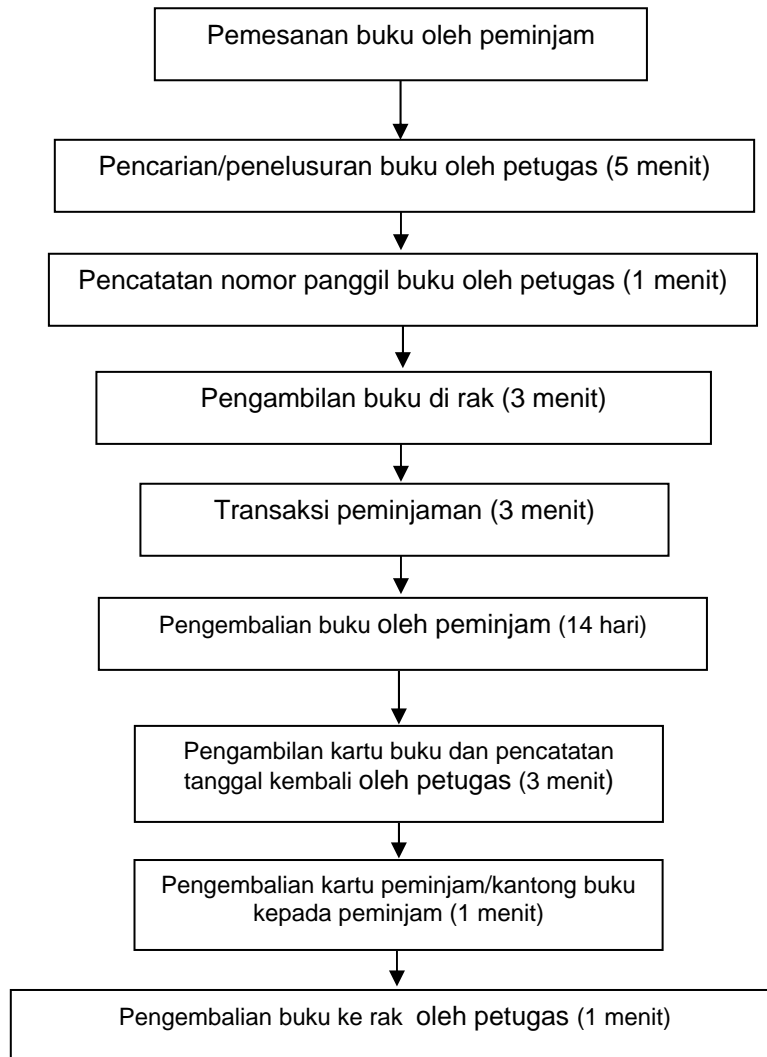 Pemesanan buku oleh peminjam
Pencarian/penelusuran buku oleh petugas (5 menit)
Pencatatan nomor panggil buku oleh petugas (1 menit)
Pengambilan buku di rak (3 menit)
Transaksi peminjaman (3 menit)
Pengembalian buku oleh peminjam (14 hari)
Pengambilan kartu buku dan pencatatan
tanggal kembali oleh petugas (3 menit)
Pengembalian kartu peminjam/kantong buku
kepada peminjam (1 menit)
Pengembalian buku ke rak oleh petugas (1 menit)